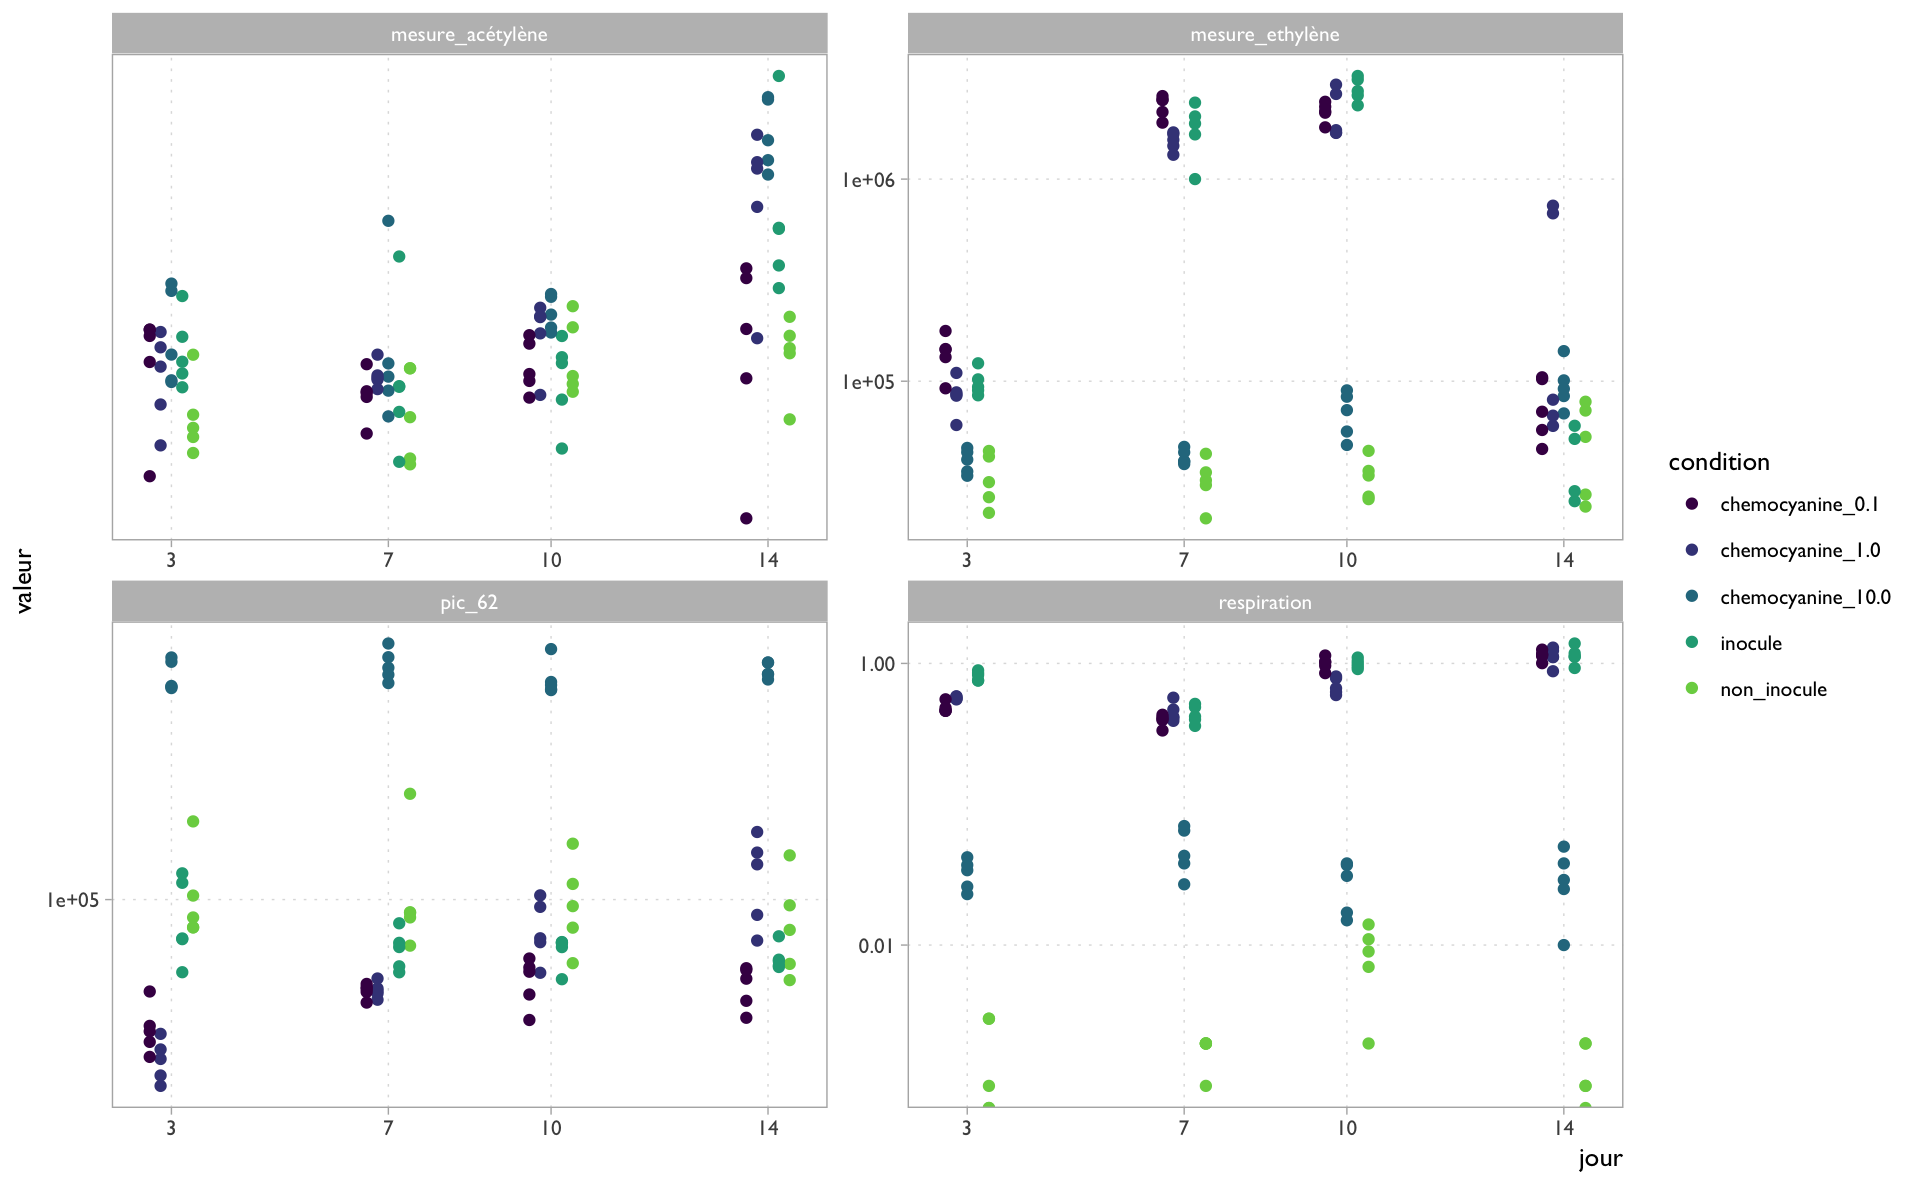 mesure_acétylène
mesure_ethylène
1e+06
1e+05
3 7 10 14
3 7 10 14
valeur
pic_62
respiration
1e+05
1.00
0.01
3 7 10 14
3 7 10 14
jour
condition
chemocyanine_0.1
chemocyanine_1.0
chemocyanine_10.0
inocule
non_inocule